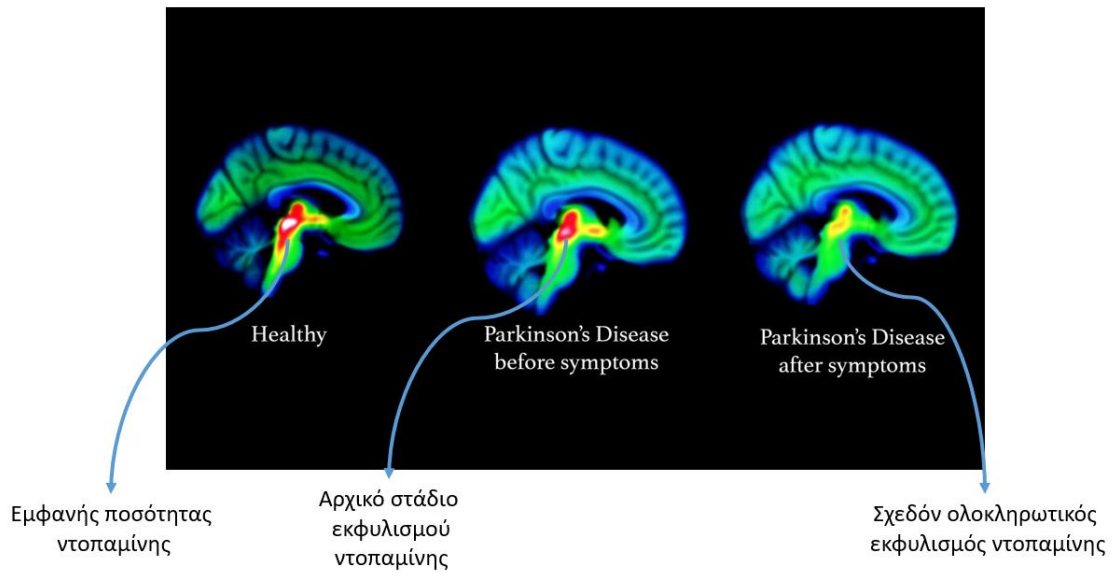 Healthy
Parkinson's Disease
before symptoms
Parkinson's Disease
after symptoms
Εμφανής ποσότητας
ντοπαμίνης
Αρχικό στάδιο
εκφυλισμού
ντοπαμίνης
Σχεδόν ολοκληρωτικός
εκφυλισμός ντοπαμίνης